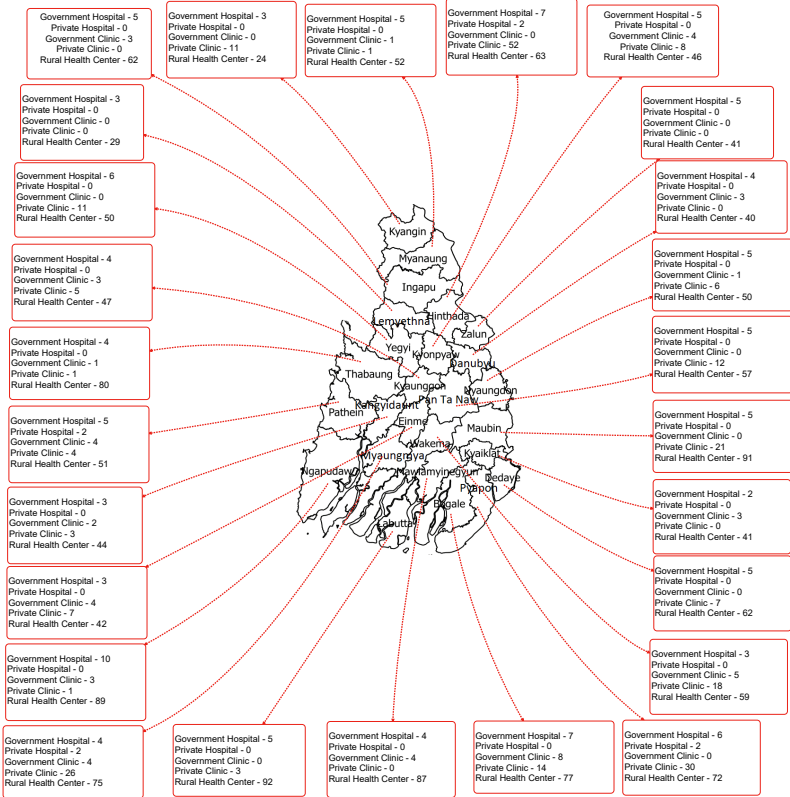 Government Hospital - 5
Private Hospital - 0
Government Clinic - 3
Private Clinic - 0
Rural Health Center - 62
Government Hospital - 3
Private Hospital - 0
Government Clinic - 0
Private Clinic - 11
Rural Health Center - 24
Government Hospital - 5
Private Hospital - 0
Government Clinic - 1
Private Clinic - 1
Rural Health Center - 52
Government Hospital - 7
Private Hospital - 2
Government Clinic - 0
Private Clinic - 52
Rural Health Center - 63
Government Hospital - 5
Private Hospital - 0
Government Clinic - 4
Private Clinic - 8
Rural Health Center - 46
Government Hospital - 3
Private Hospital - 0
Government Clinic - 0
Private Clinic - 0
Rural Health Center - 29
Government Hospital - 5
Private Hospital - 0
Government Clinic - 0
Private Clinic - 0
Rural Health Center - 41
Government Hospital - 6
Private Hospital - 0
Government Clinic - 0
Private Clinic - 11
Rural Health Center - 50
Government Hospital - 4
Private Hospital - 0
Government Clinic - 3
Private Clinic - 0
Rural Health Center - 40
Government Hospital - 4
Private Hospital - 0
Government Clinic - 3
Private Clinic - 5
Rural Health Center - 47
Government Hospital - 5
Private Hospital - 0
Government Clinic - 1
Private Clinic - 6
Rural Health Center - 50
Government Hospital - 4
Private Hospital - 0
Government Clinic - 1
Private Clinic - 1
Rural Health Center - 80
Government Hospital - 5
Private Hospital - 0
Government Clinic - 0
Private Clinic - 12
Rural Health Center - 57
Government Hospital - 5
Private Hospital - 2
Government Clinic - 4
Private Clinic - 4
Rural Health Center - 51
Government Hospital - 5
Private Hospital - 0
Government Clinic - 0
Private Clinic - 21
Rural Health Center - 91
Government Hospital - 3
Private Hospital - 0
Government Clinic - 2
Private Clinic - 3
Rural Health Center - 44
Government Hospital - 2
Private Hospital - 0
Government Clinic - 3
Private Clinic - 0
Rural Health Center - 41
Government Hospital - 3
Private Hospital - 0
Government Clinic - 4
Private Clinic - 7
Rural Health Center - 42
Government Hospital - 5
Private Hospital - 0
Government Clinic - 0
Private Clinic - 7
Rural Health Center - 62
Government Hospital - 10
Private Hospital - 0
Government Clinic - 3
Private Clinic - 1
Rural Health Center - 89
Government Hospital - 3
Private Hospital - 0
Government Clinic - 5
Private Clinic - 18
Rural Health Center - 59
Government Hospital - 4
Private Hospital - 2
Government Clinic - 4
Private Clinic - 26
Rural Health Center - 75
Government Hospital - 5
Private Hospital - 0
Government Clinic - 0
Private Clinic - 3
Rural Health Center - 92
Government Hospital - 4
Private Hospital - 0
Government Clinic - 4
Private Clinic - 0
Rural Health Center - 87
Government Hospital - 7
Private Hospital - 0
Government Clinic - 8
Private Clinic - 14
Rural Health Center - 77
Government Hospital - 6
Private Hospital - 2
Government Clinic - 0
Private Clinic - 30
Rural Health Center - 72
Kyangin
Myanaung
Ingapu
Hinthada
Lemyethna
Zalun
Yegyi
Kyonpyaw
Danubyu
Thabaung
Kyaunggon
Nyaungdon
Pan Ta Naw
Kangyidaunt
Pathein
Einme
Maubin
Wakema
Kyaiklat
Myaungmya
Ngapudaw
Mawlamyinegyun
Dedaye
Pyapon
Bogale
Labutta